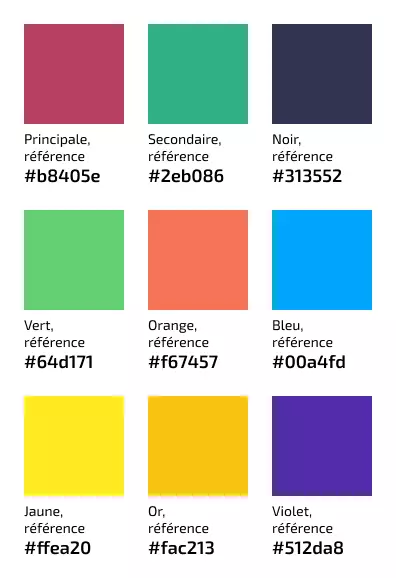 Principale,
référence
#b8405e
Secondaire,
référence
#2eb086
Noir,
référence
#313552
Vert,
référence
#64d171
Orange,
référence
#f67457
Bleu,
référence
#00a4fd
Jaune,
référence
#ffea20
Or,
référence
#fac213
Violet,
référence
#512da8